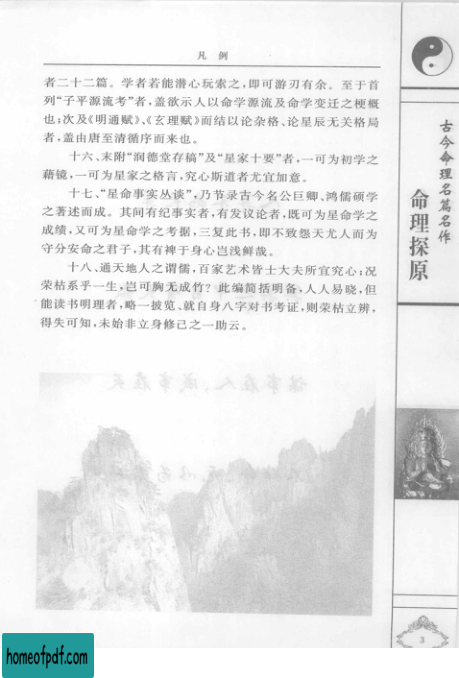 凡 例
者二十二篇。学者若能潜心玩索之,即可游刃有余。至于首
列“子平源流考”者,盖欲示人以命学源流及命学变迁之梗概
也;次及《明通赋》、《玄理赋》而结以论杂格、论星辰无关格局
者,盖由唐至清循序而来也。
十六、末附“润德堂存稿”及“星家十要”者,一可为初学之
藉镜,一可为星家之格言,究心斯道者尤宜加意。
十七、“星命事实丛谈”,乃节录古今名公巨卿、鸿儒硕学
之著述而成。其间有纪事实者,有发议论者,既可为星命学之
成绩,又可为星命学之考据,三复此书,即不致怨天尤人而为
守分安命之君子,其有裨于身心岂浅鲜哉。
十八、通天地人之谓儒,百家艺术皆士大夫所宜究心;况
荣枯系乎一生,岂可胸无成竹?此编简括明备,人人易晓,但
能读书明理者,略一披览、就自身八字对书考证,则荣枯立辨,
得失可知,未始非立身修己之一助云。
古今命理名篇名作
命理探原
3
homeofpdf.com